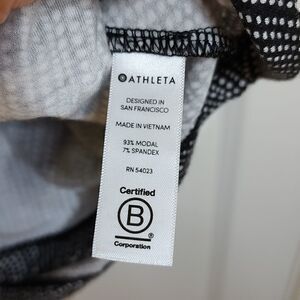 ATHLETA
DESIGNED IN
SAN FRANCISCO
MADE IN VIETNAM
93% MODAL
7% SPANDEX
RN 54023
Certified
B
Corporation